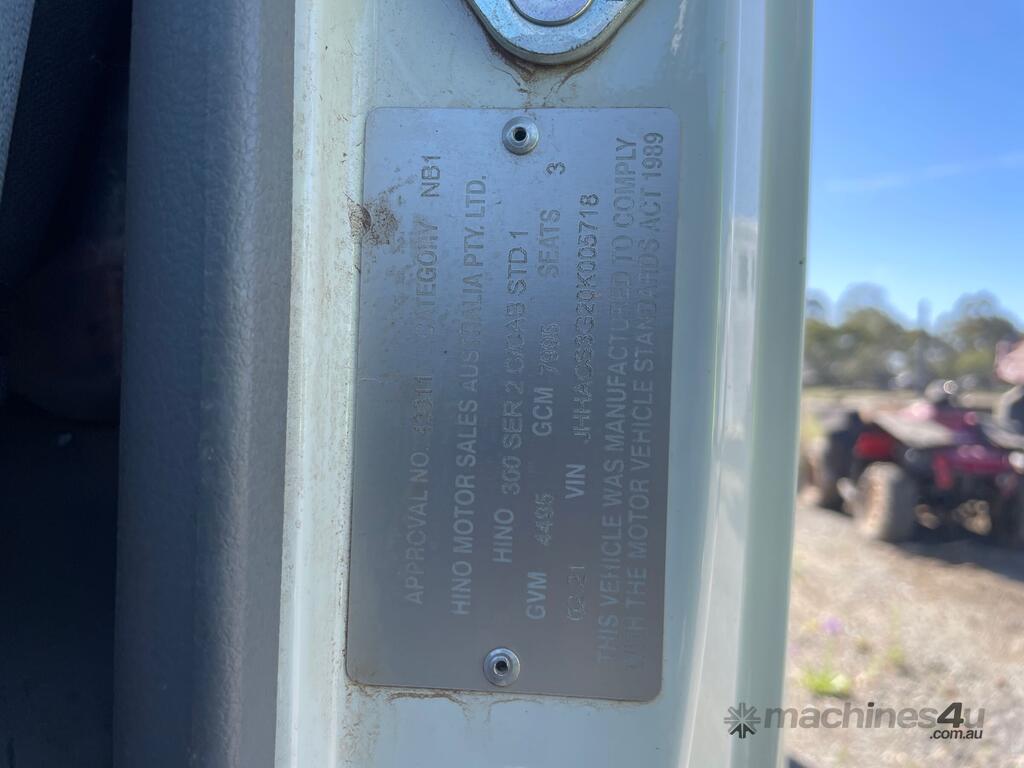 APPROVAL NO. CATEGORY NB1
HINO MOTOR SALES AUSTRALIA PTY. LTD.
HINO 300 SER 2 C/CAB STD 1
GVM 4495 GCM SEATS 3
02 21 VIN
THIS VEHICLE WAS MANUFACTURED TO COMPLY
WITH THE MOTOR VEHICLE STANDARDS ACT 1989
machines4u
.com.au